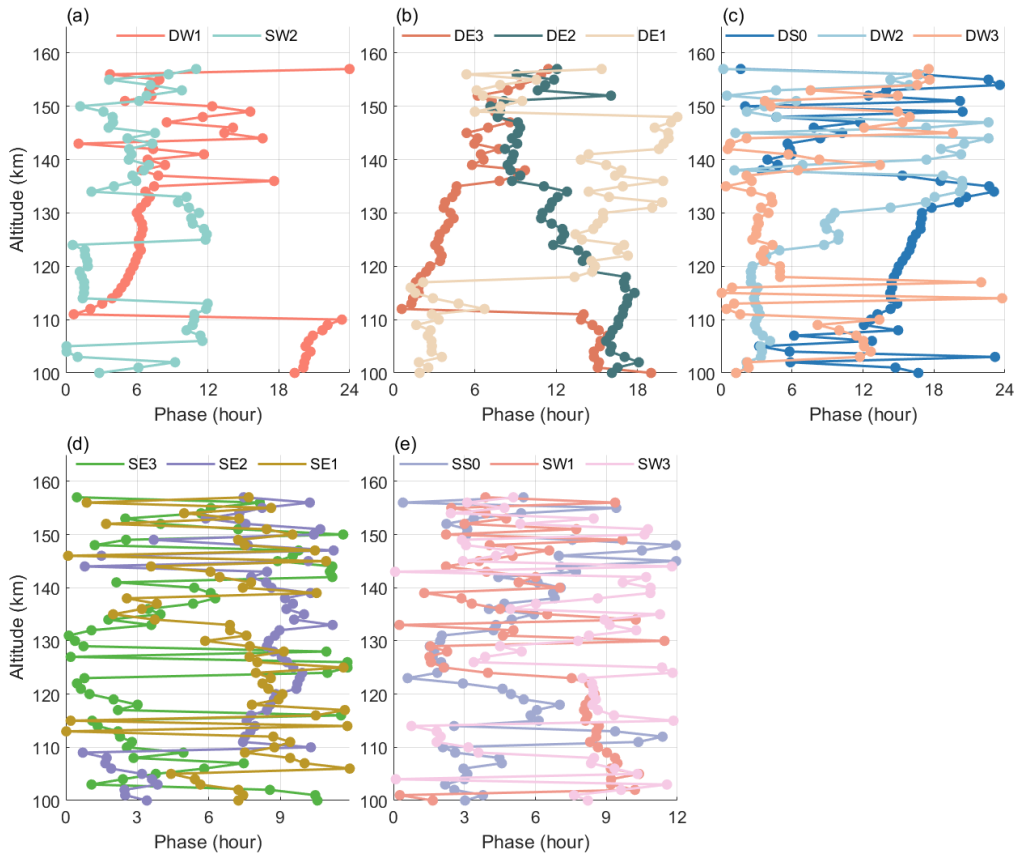 (a)
(b)
(c)
DW1 SW2
DE3 DE2 DE1
DS0 DW2 DW3
160 160 160
150 150 150
140 140 140
130 130 130
120 120 120
110 110 110
100 100 100
Altitude (km)
0 6 12 18 24
0 6 12 18
0 6 12 18 24
Phase (hour)
Phase (hour)
Phase (hour)
(d)
(e)
SE3 SE2 SE1
SS0 SW1 SW3
160 160
150 150
140 140
130 130
120 120
110 110
100 100
Altitude (km)
0 3 6 9
0 3 6 9 12
Phase (hour)
Phase (hour)